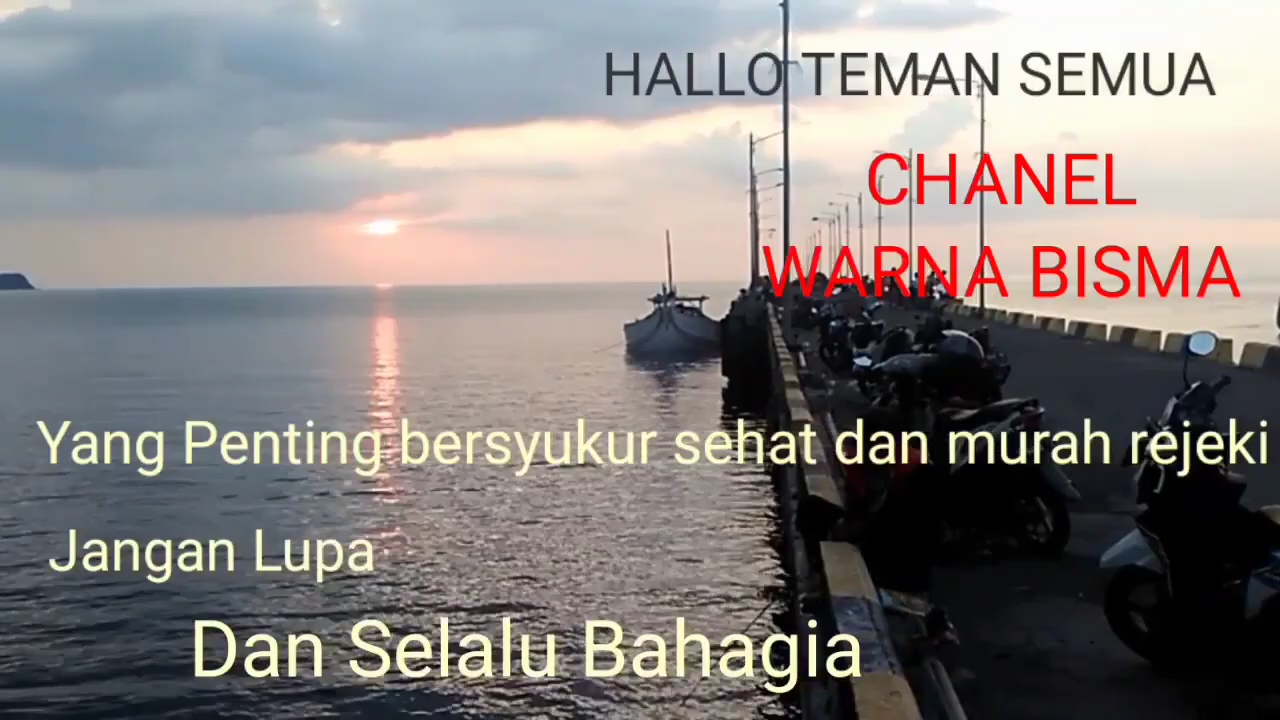 HALLO TEMAN SEMUA
CHANEL
WARNA BISMA
Yang Penting bersyukur sehat dan murah rejeki
Jangan Lupa
Dan Selalu Bahagia